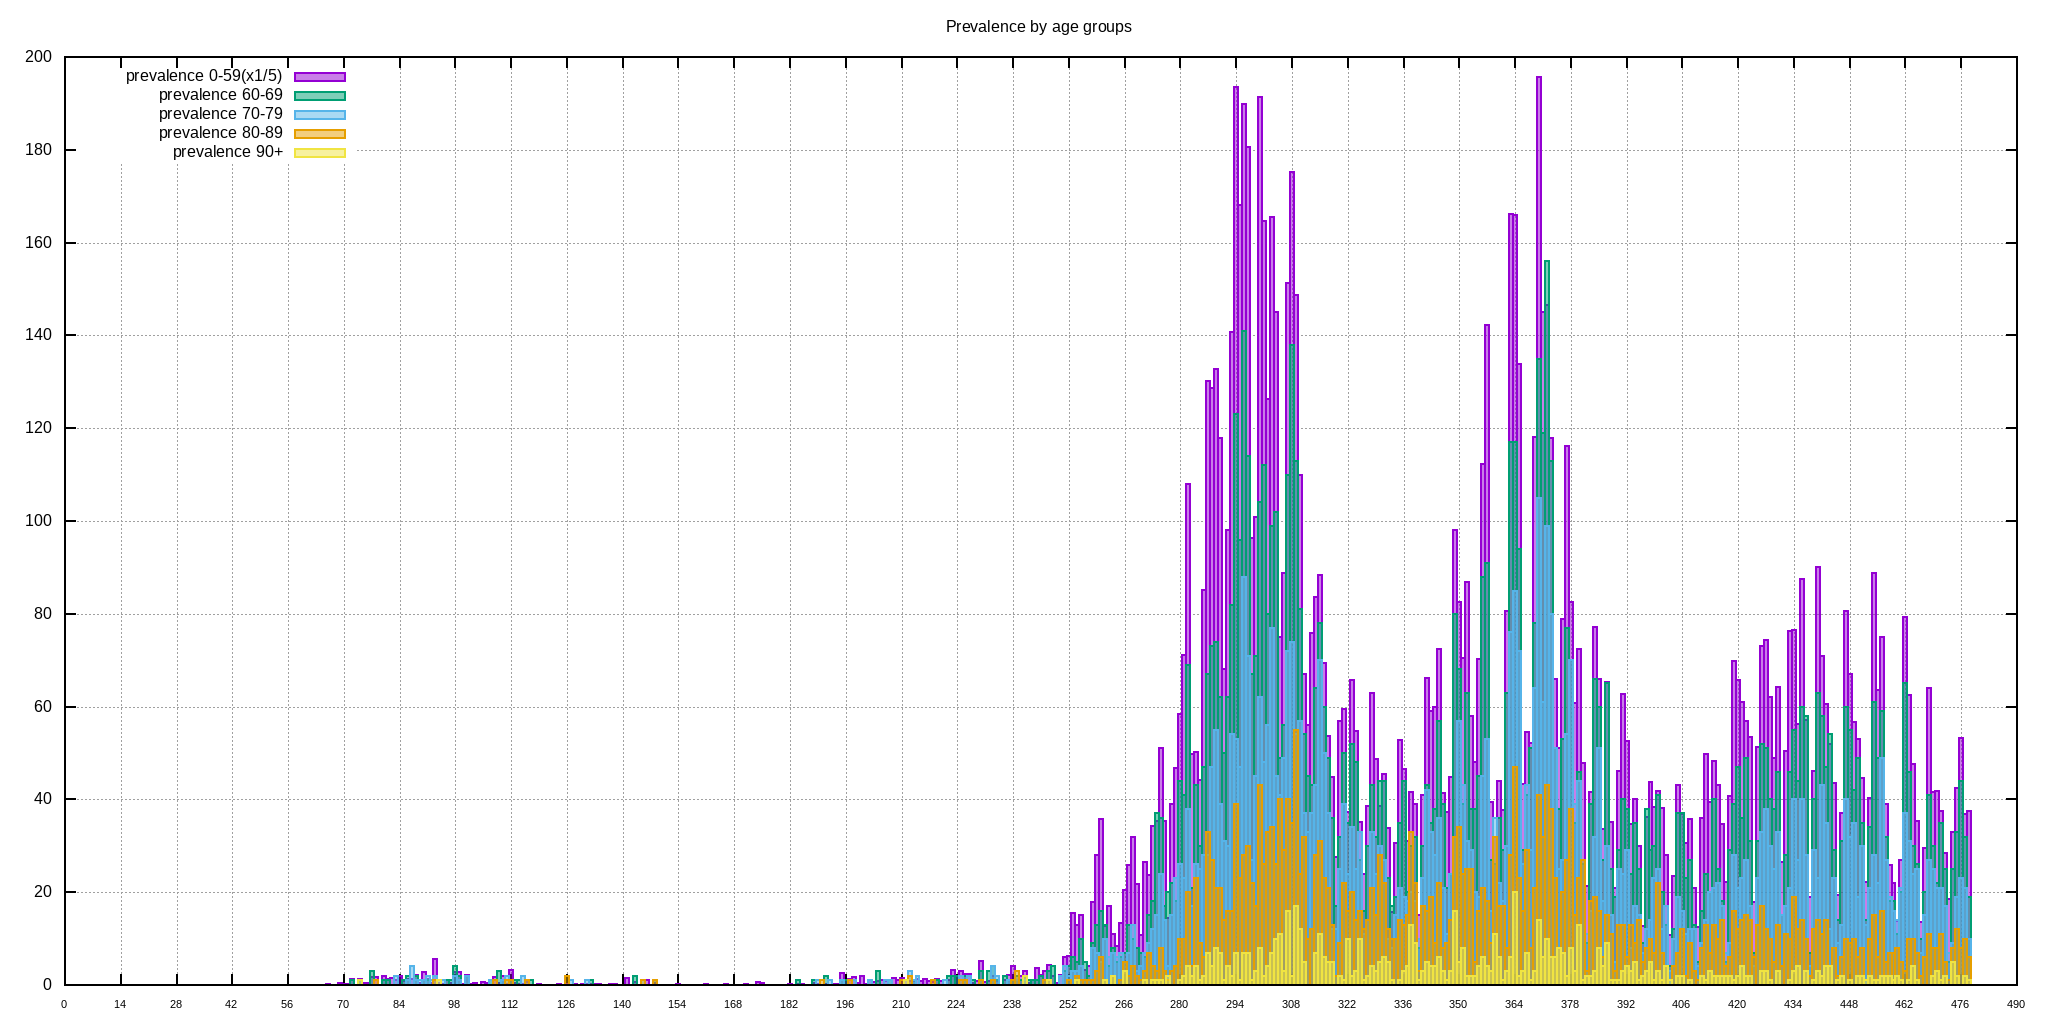 Prevalence by age groups
200
prevalence 0-59(x1/5)
prevalence 60-69
prevalence 70-79
prevalence 80-89
prevalence 90+
180
160
140
120
100
80
60
40
20
0
0 14 28 42 56 70 84 98 112 126 140 154 168 182 196 210 224 238 252 266 280 294 308 322 336 350 364 378 392 406 420 434 448 462 476 490